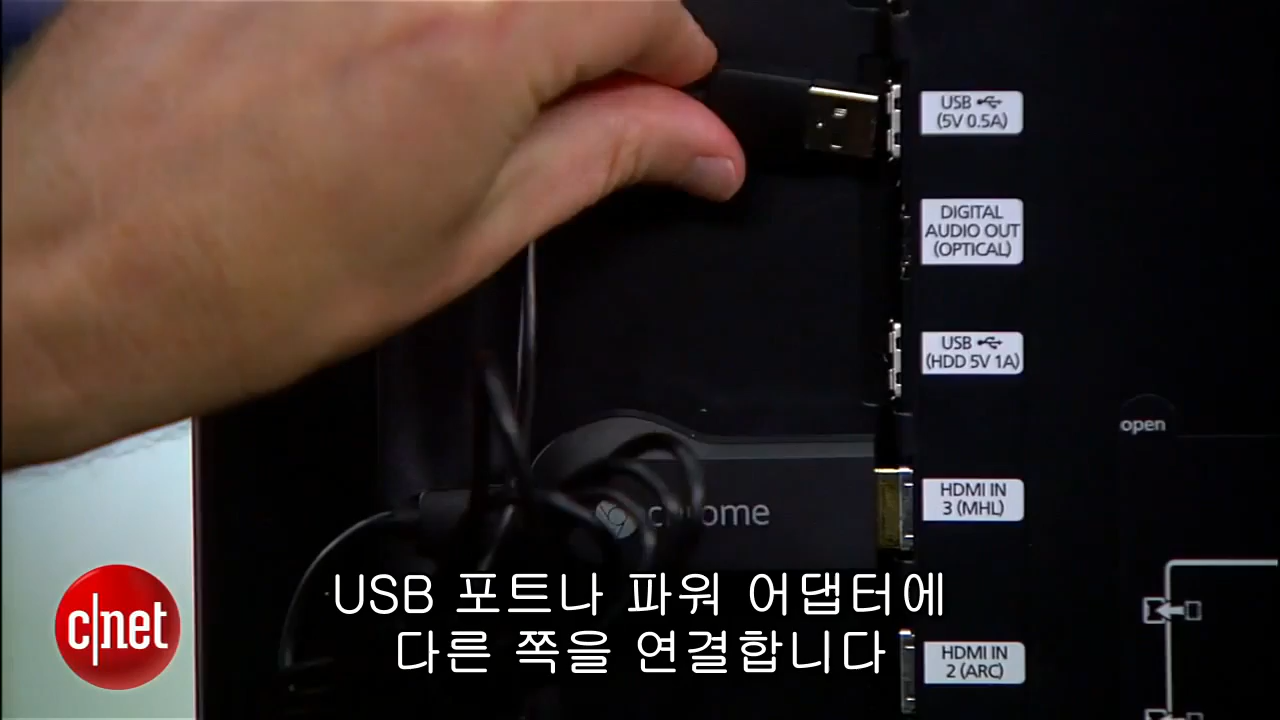 USB
(5V 0.5A)
DIGITAL
AUDIO OUT
(OPTICAL)
USB
(HDD 5V 1A)
open
HDMI IN
3 (MHL)
chrome
USB 포트나 파워 어댑터에
다른 쪽을 연결합니다
c|net
HDMI IN
2 (ARC)